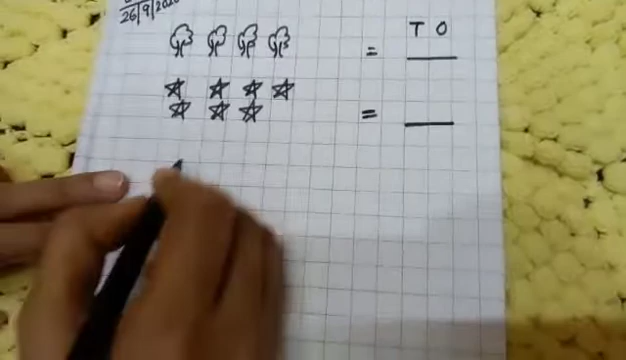 26|9|2020
T O
=
=